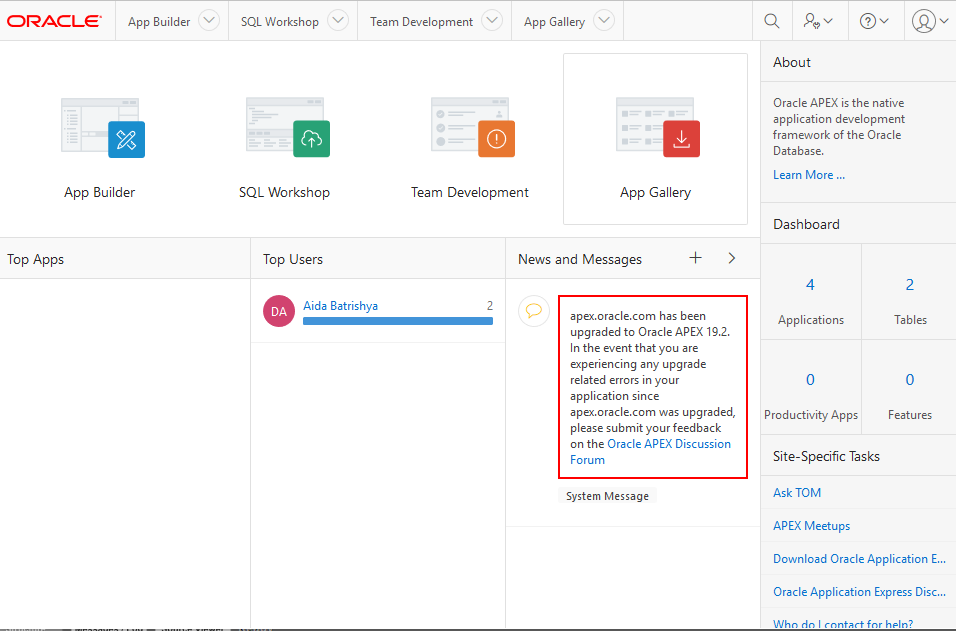 ORACLE
App Builder
SQL Workshop
Team Development
App Gallery
App Builder
SQL Workshop
Team Development
App Gallery
About
Oracle APEX is the native
application development
framework of the Oracle
Database.
Learn More ...
Dashboard
4
Applications
2
Tables
0
Productivity Apps
0
Features
Top Apps
Top Users
DA
Aida Batrishya
2
News and Messages
apex.oracle.com has been
upgraded to Oracle APEX 19.2.
In the event that you are
experiencing any upgrade
related errors in your
application since
apex.oracle.com was upgraded,
please submit your feedback
on the Oracle APEX Discussion
Forum
System Message
Site-Specific Tasks
Ask TOM
APEX Meetups
Download Oracle Application E...
Oracle Application Express Disc...
Who do I contact for help?